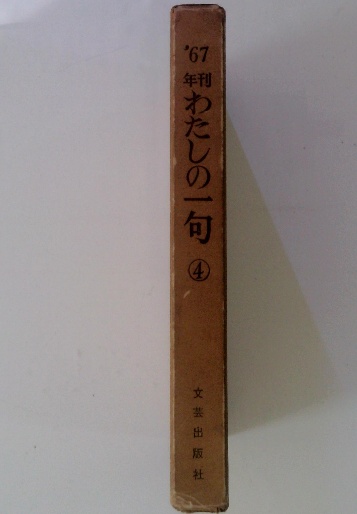 '67
年刊
わたしの一句
④
文芸出版社